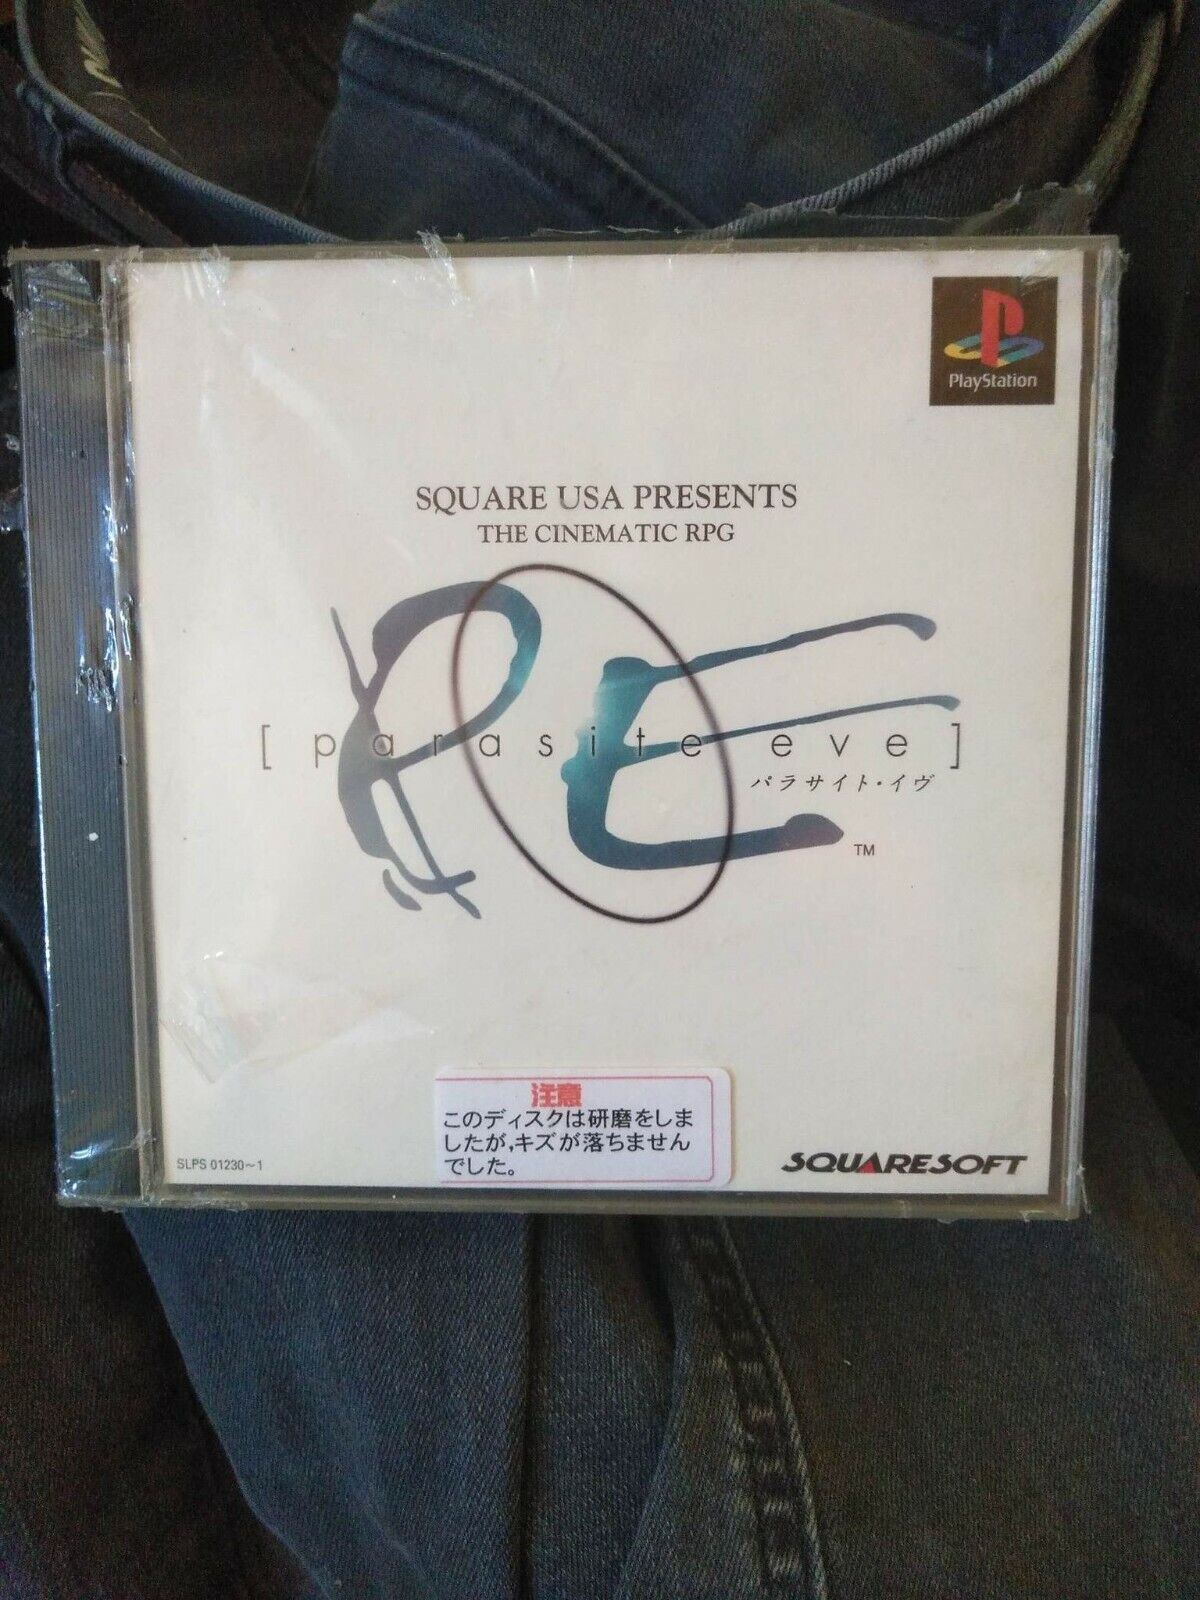 PlayStation
SQUARE USA PRESENTS
THE CINEMATIC RPG
PE
[ parasite eve ]
パラサイト・イヴ
TM
注意
このディスクは研磨をしま
したが,キズが落ちません
でした。
SLPS 01230~1
SQUARESOFT